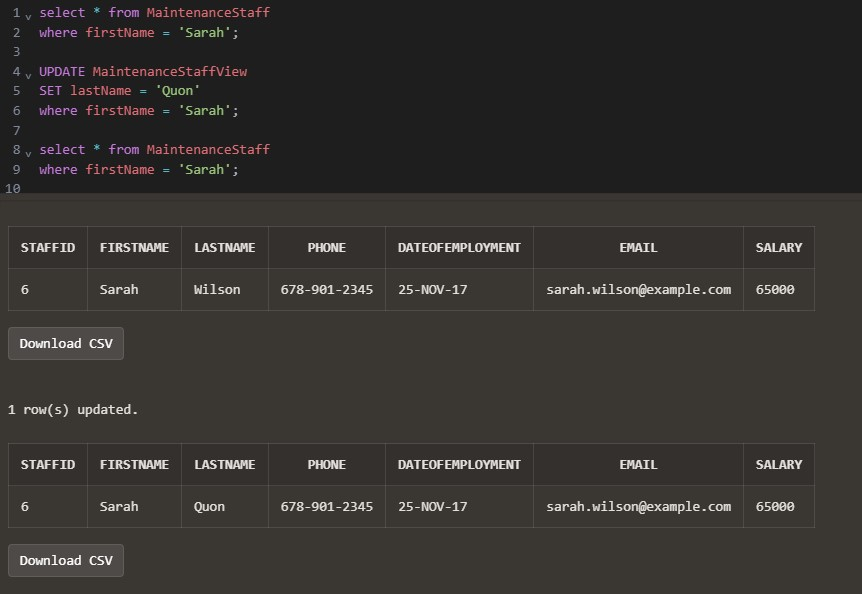 1 select * from MaintenanceStaff
2 where firstName = 'Sarah';
3
4 UPDATE MaintenanceStaffView
5 SET lastName = 'Quon'
6 where firstName = 'Sarah';
7
8 select * from MaintenanceStaff
9 where firstName = 'Sarah';
10
STAFFID FIRSTNAME LASTNAME PHONE DATEOFEMPLOYMENT EMAIL SALARY
6 Sarah Wilson 678-901-2345 25-NOV-17 sarah.wilson@example.com 65000
Download CSV
1 row(s) updated.
STAFFID FIRSTNAME LASTNAME PHONE DATEOFEMPLOYMENT EMAIL SALARY
6 Sarah Quon 678-901-2345 25-NOV-17 sarah.wilson@example.com 65000
Download CSV